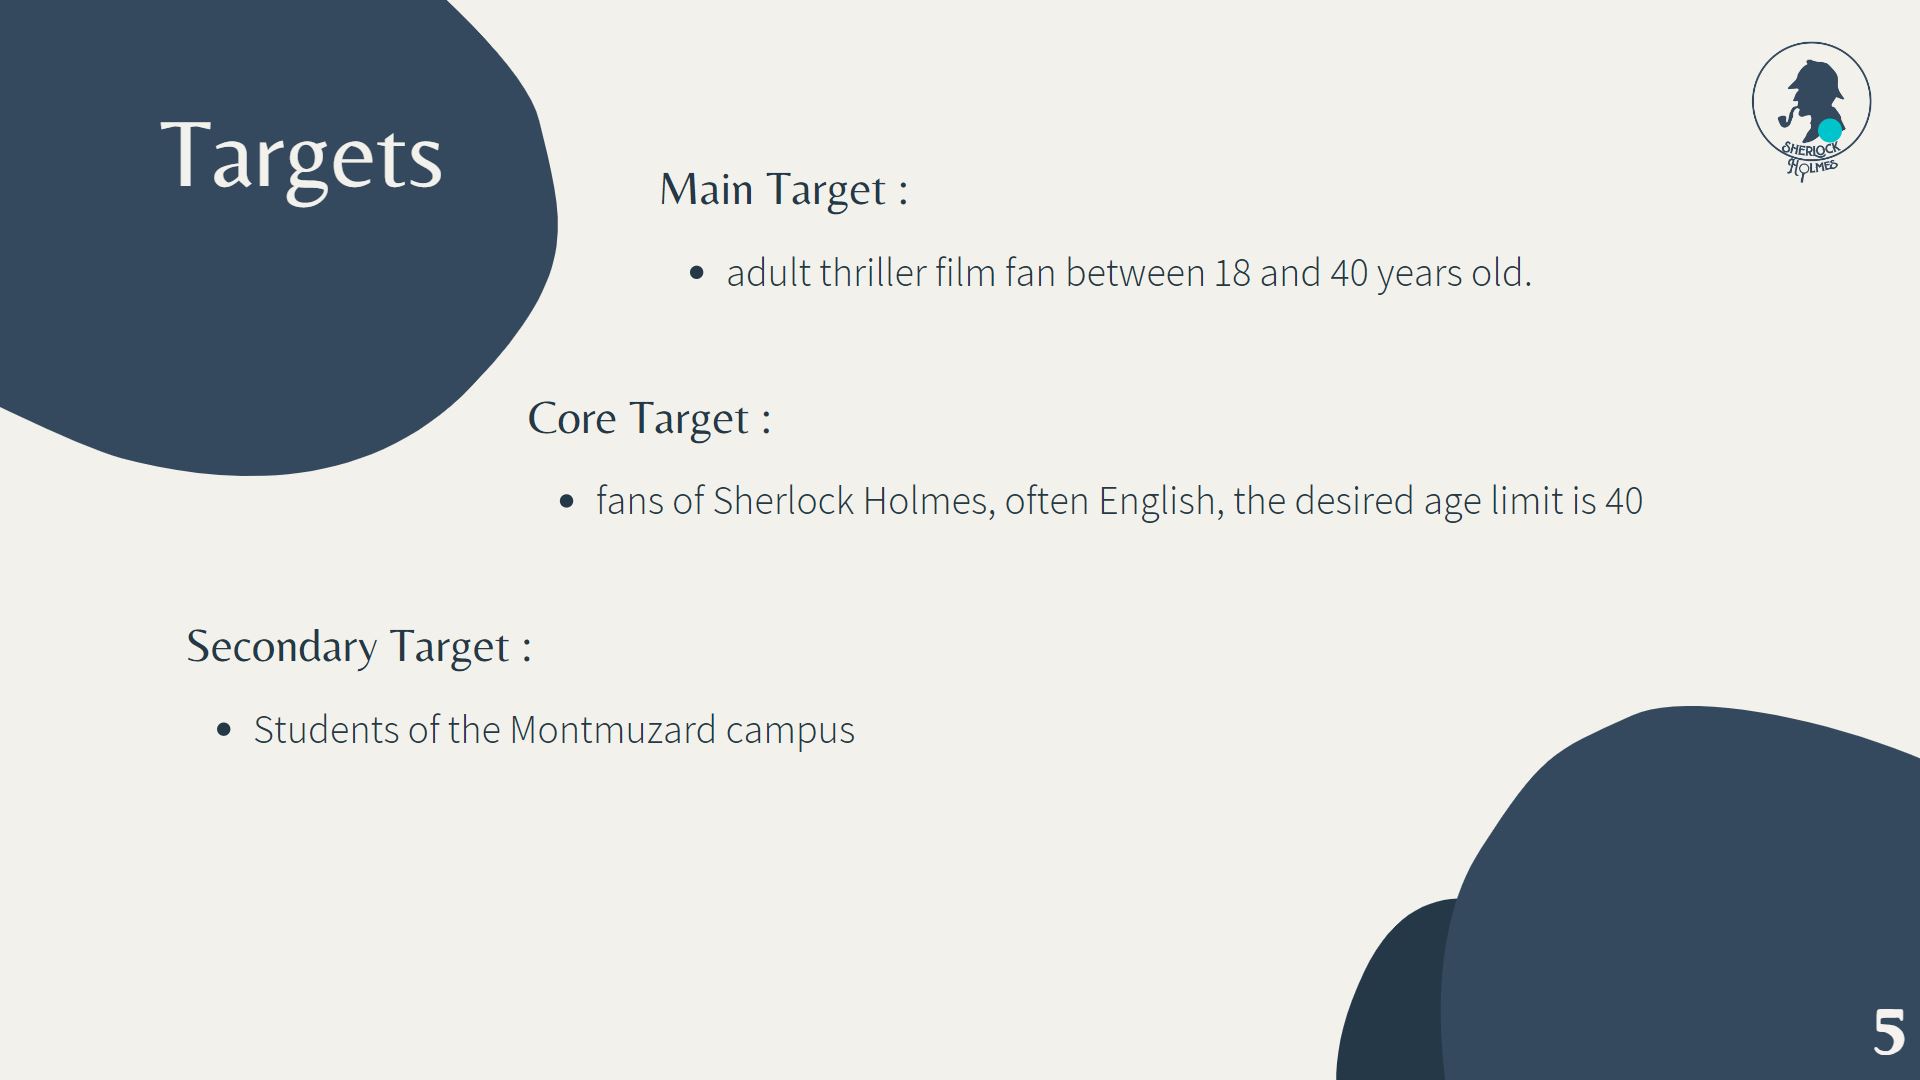 Targets
SHERLOCK
HOLMES
Main Target :
adult thriller film fan between 18 and 40 years old.
Core Target :
fans of Sherlock Holmes, often English, the desired age limit is 40
Secondary Target :
Students of the Montmuzard campus
5